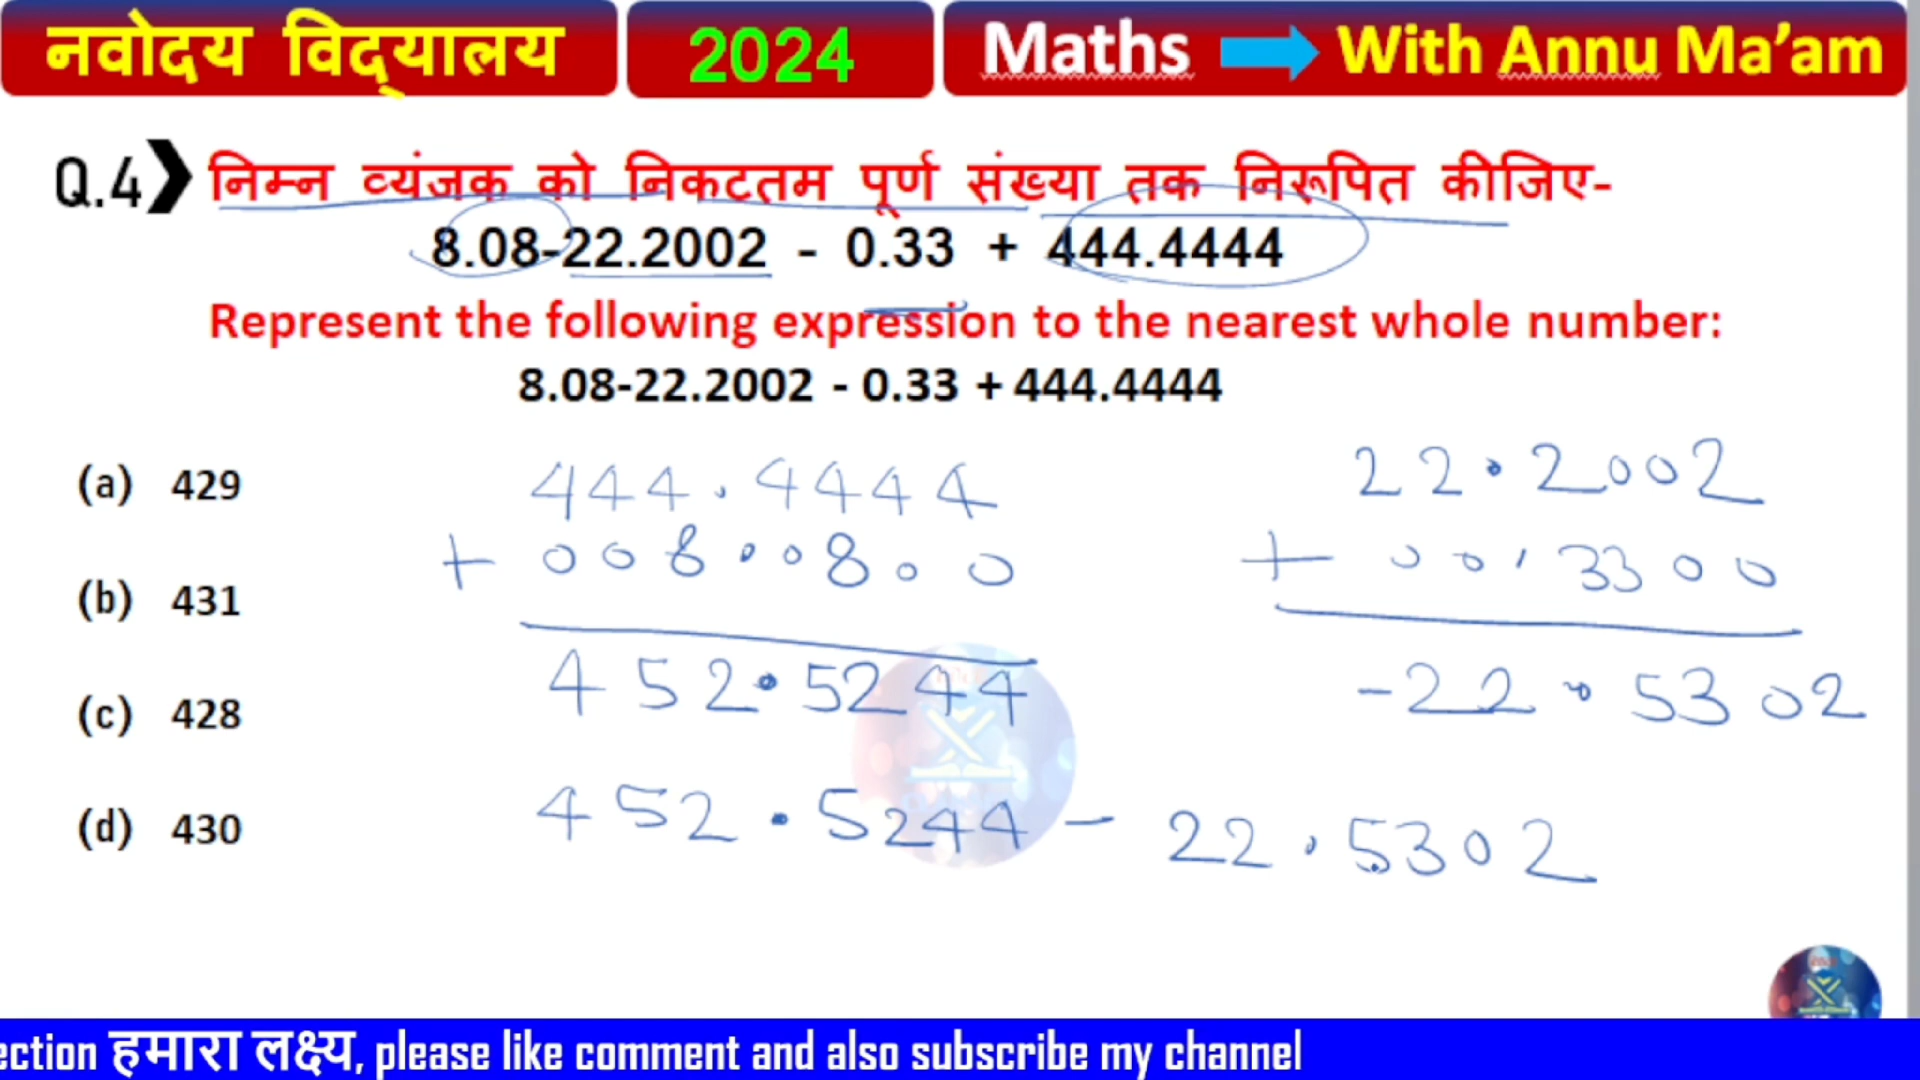 नवोदय विद्यालय 2024 Maths With Annu Ma'am
Q.4 निम्न व्यंजक को निकटतम पूर्ण संख्या तक निरूपित कीजिए-
8.08-22.2002 - 0.33 + 444.4444
Represent the following expression to the nearest whole number:
8.08-22.2002 - 0.33 + 444.4444
(a) 429
(b) 431
(c) 428
(d) 430
444.4444
+ 008.0800
452.5244
22.2002
+ 00.3300
-22.5302
452.5244 - 22.5302
ection हमारा लक्ष्य, please like comment and also subscribe my channel